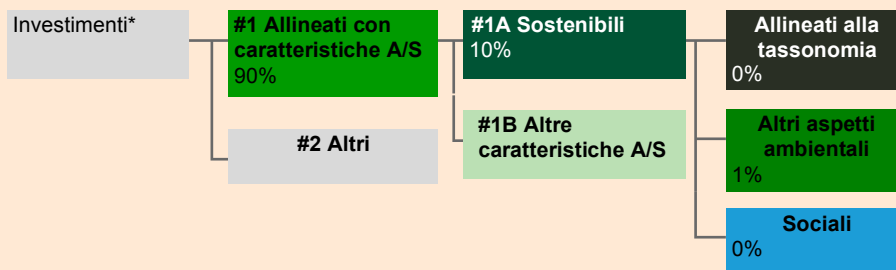 Investimenti*
#1 Allineati con
caratteristiche A/S
90%
#2 Altri
#1A Sostenibili
10%
#1B Altre
caratteristiche A/S
Allineati alla
tassonomia
0%
Altri aspetti
ambientali
1%
Sociali
0%